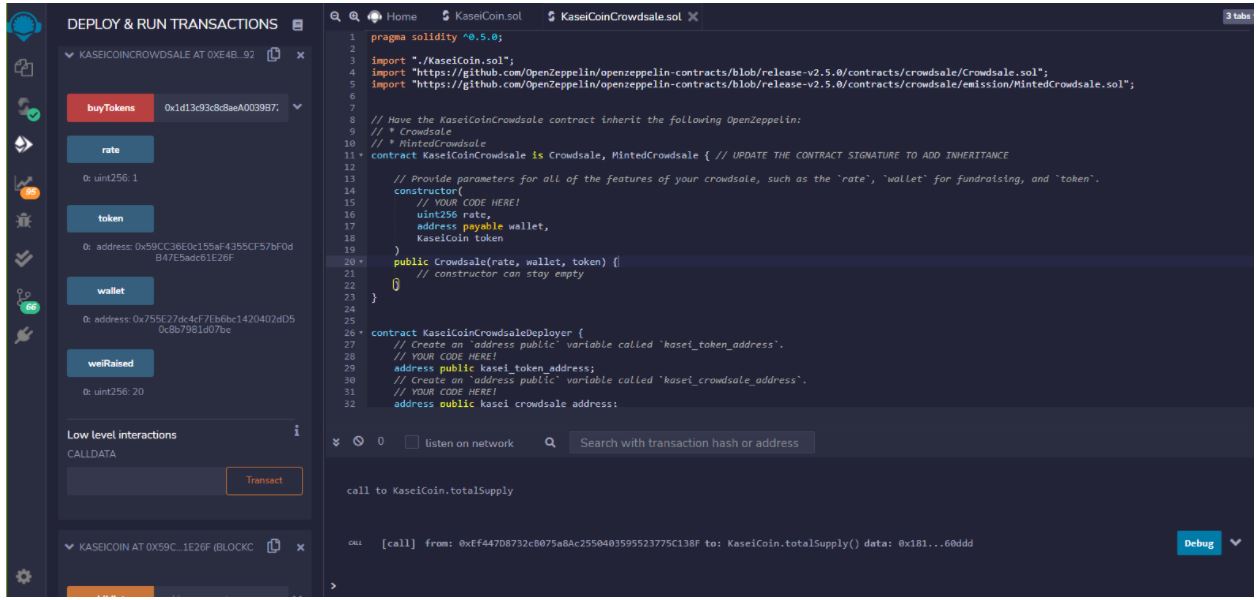 DEPLOY & RUN TRANSACTIONS
KASEICOINCROWDSALE AT 0XE4B...92
buyTokens 0x1d13c93c8c8aeA0039B7;
rate
0: uint256: 1
token
0: address: 0x59CC36E0c155aF4355CF57bF0d
B47E5adc61E26F
wallet
0: address: 0x755E27dc4cF7Eb6bc1420402dD5
0c8b7981d07be
weiRaised
0: uint256: 20
Low level interactions
CALLDATA
Transact
KASEICOIN AT 0X59C...1E26F (BLOCKC
95
66
Home KaseiCoin.sol KaseiCoinCrowdsale.sol 3 tabs
1 pragma solidity ^0.5.0;
2
3 import "./KaseiCoin.sol";
4 import "https://github.com/OpenZeppelin/openzeppelin-contracts/blob/release-v2.5.0/contracts/crowdsale/Crowdsale.sol";
5 import "https://github.com/OpenZeppelin/openzeppelin-contracts/blob/release-v2.5.0/contracts/crowdsale/emission/MintedCrowdsale.sol";
6
7
8 // Have the KaseiCoinCrowdsale contract inherit the following OpenZeppelin:
9 // * Crowdsale
10 // * MintedCrowdsale
11 contract KaseiCoinCrowdsale is Crowdsale, MintedCrowdsale { // UPDATE THE CONTRACT SIGNATURE TO ADD INHERITANCE
12
13 // Provide parameters for all of the features of your crowdsale, such as the `rate`, `wallet` for fundraising, and `token`.
14 constructor(
15 // YOUR CODE HERE!
16 uint256 rate,
17 address payable wallet,
18 KaseiCoin token
19 )
20 public Crowdsale(rate, wallet, token) {
21 // constructor can stay empty
22 }
23 }
24
25
26 contract KaseiCoinCrowdsaleDeployer {
27 // Create an `address public` variable called `kasei_token_address`.
28 // YOUR CODE HERE!
29 address public kasei_token_address;
30 // Create an `address public` variable called `kasei_crowdsale_address`.
31 // YOUR CODE HERE!
32 address public kasei_crowdsale_address;
0 listen on network Search with transaction hash or address
call to KaseiCoin.totalSupply
CALL [call] from: 0xEf447D8732cB075a8Ac2550403595523775C138F to: KaseiCoin.totalSupply() data: 0x181...60ddd Debug
>